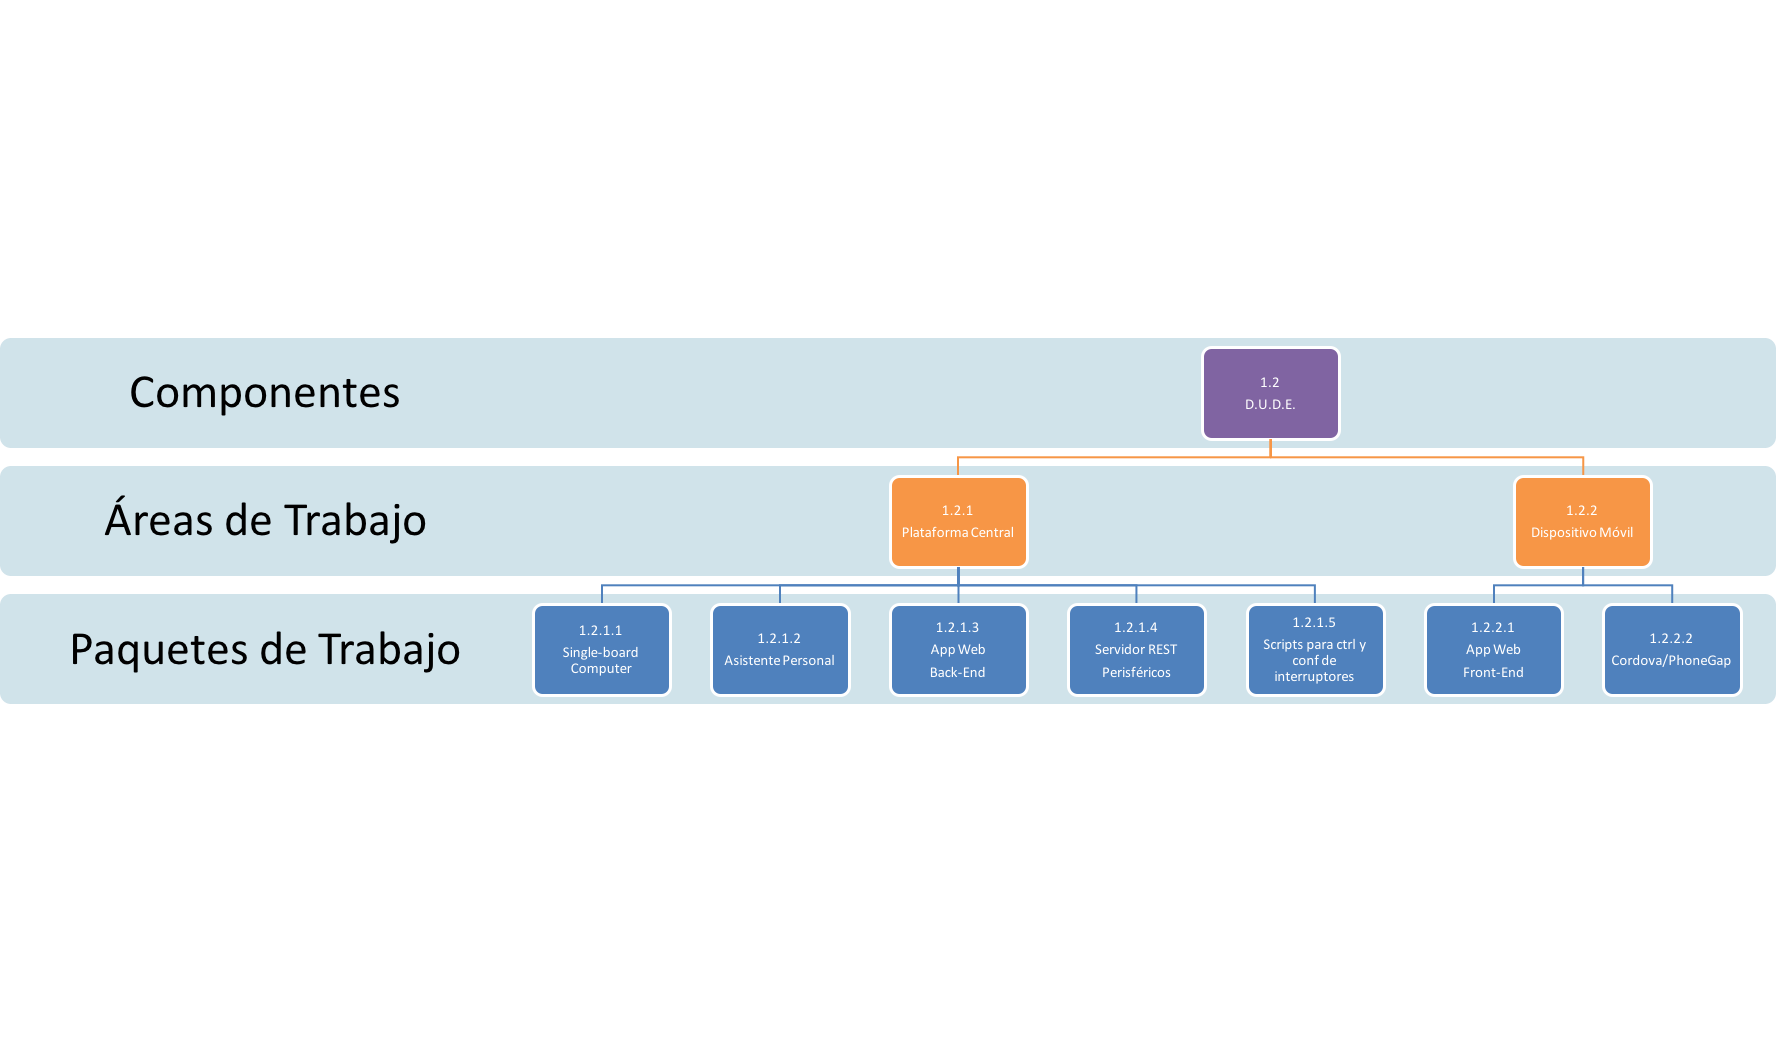 Componentes
1.2
D.U.D.E.
Áreas de Trabajo
1.2.1
Plataforma Central
1.2.2
Dispositivo Móvil
Paquetes de Trabajo
1.2.1.1
Single-board
Computer
1.2.1.2
Asistente Personal
1.2.1.3
App Web
Back-End
1.2.1.4
Servidor REST
Perisféricos
1.2.1.5
Scripts para ctrl y
conf de
interruptores
1.2.2.1
App Web
Front-End
1.2.2.2
Cordova/PhoneGap